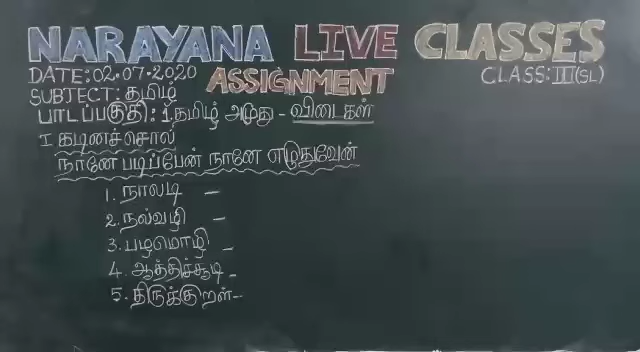 NARAYANA LIVE CLASSES
DATE: 02.07.2020 ASSIGNMENT CLASS: III (SL)
SUBJECT: தமிழ்
பாடப்பகுதி: 1. தமிழ் அமுது - விடைகள்
I கடினச்சொல்
நானே படிப்பேன் நானே எழுதுவேன்
1. நாலடி -
2. நல்வழி -
3. பழமொழி -
4. ஆத்திச்சூடி -
5. திருக்குறள் -